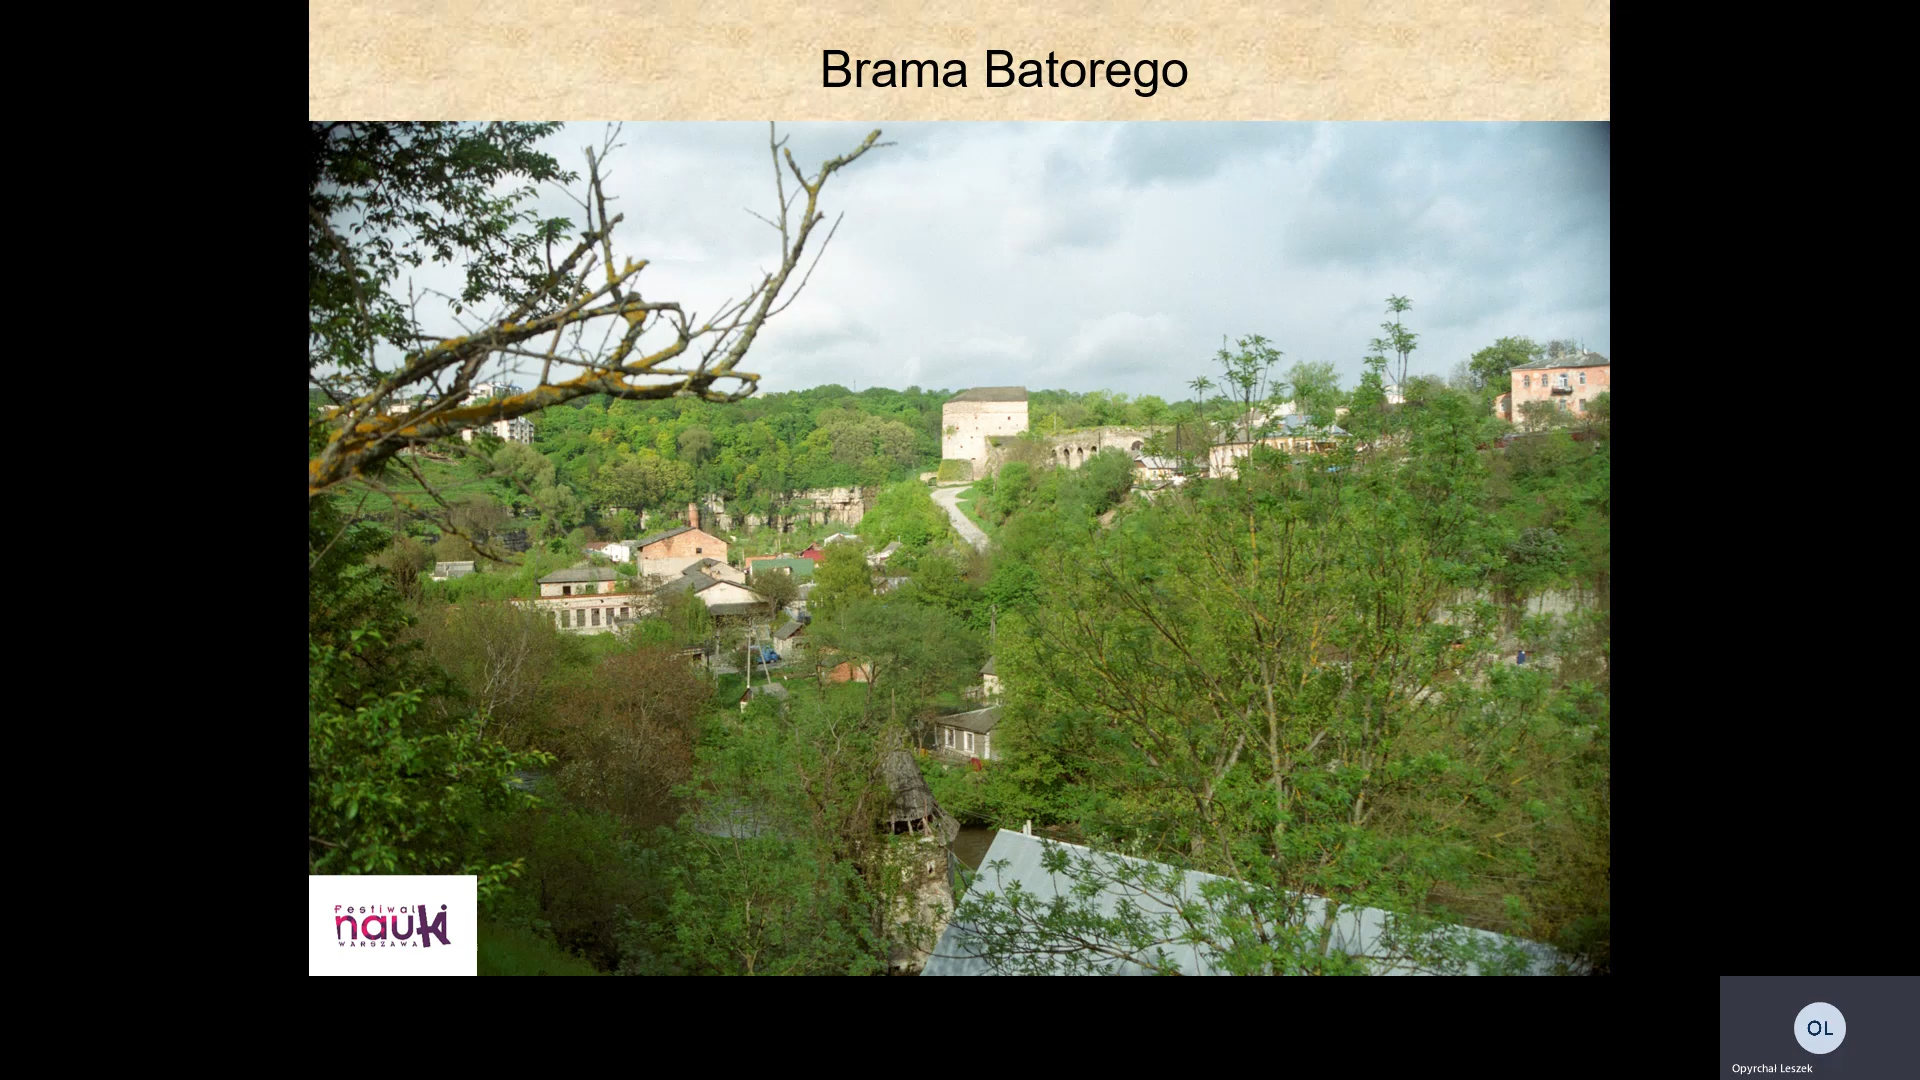 Brama Batorego
Festiwal
nauki
WARSZAWA
OL
Opyrchal Leszek